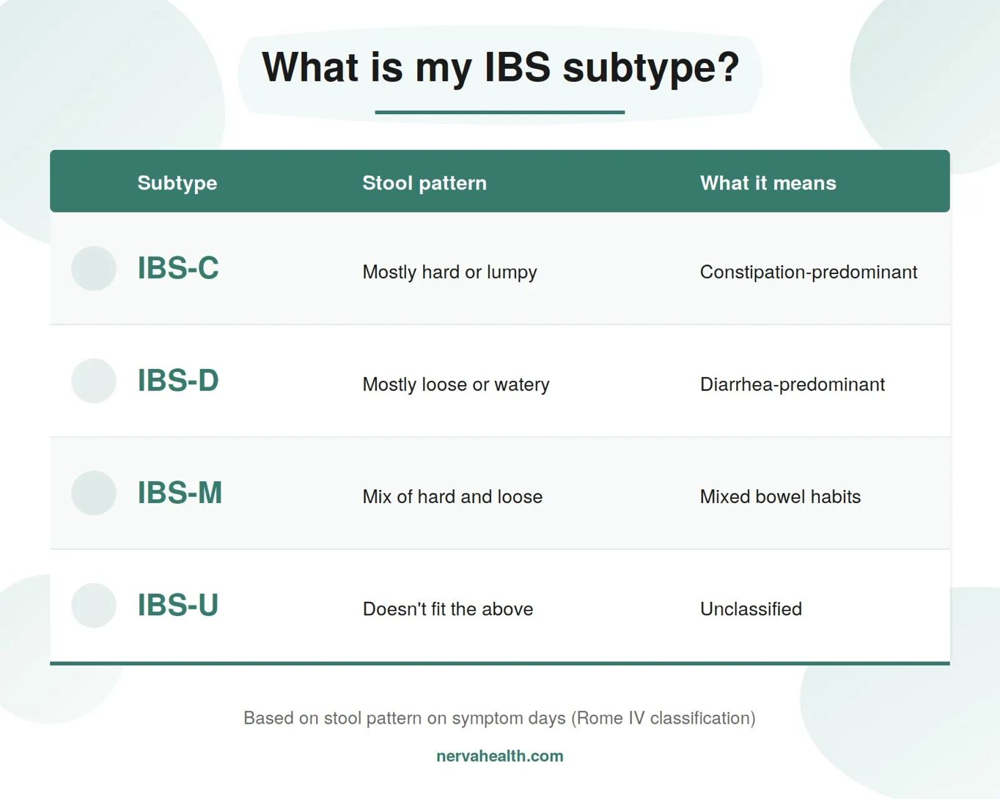 What is my IBS subtype?
Subtype Stool pattern What it means
IBS-C Mostly hard or lumpy Constipation-predominant
IBS-D Mostly loose or watery Diarrhea-predominant
IBS-M Mix of hard and loose Mixed bowel habits
IBS-U Doesn't fit the above Unclassified
Based on stool pattern on symptom days (Rome IV classification)
nervahealth.com